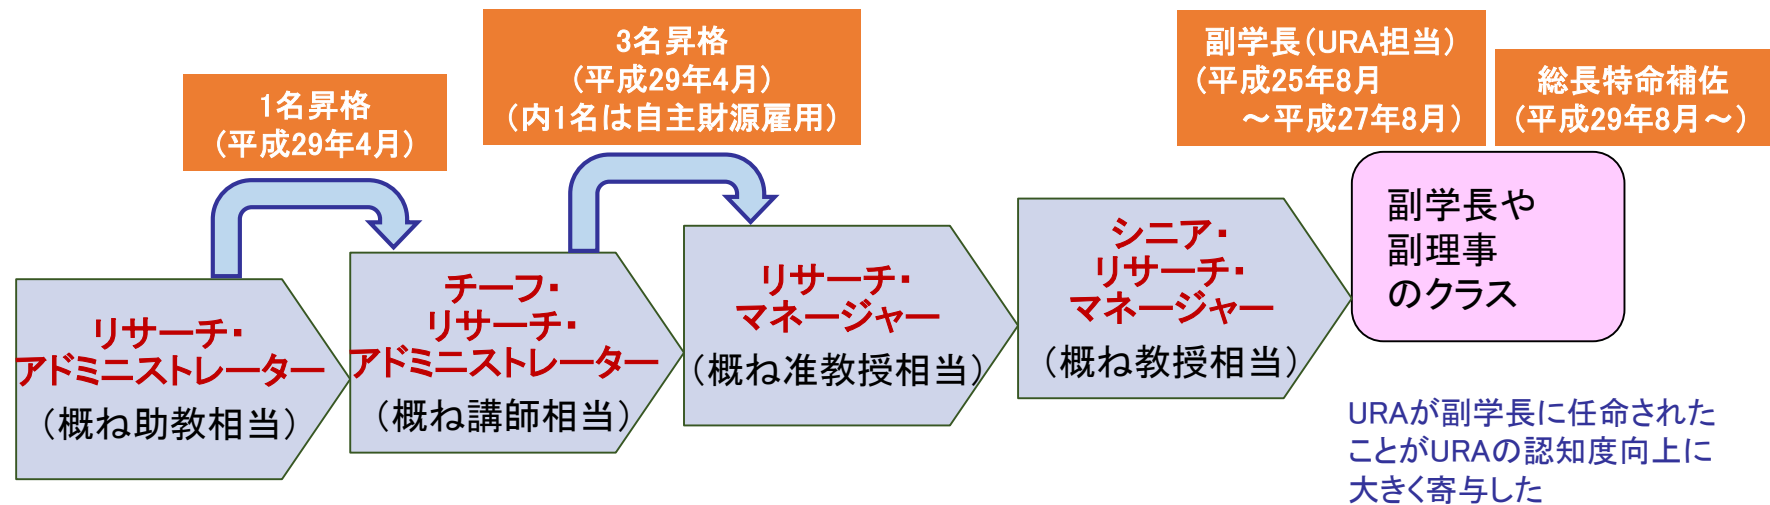 1名昇格
（平成29年4月）
3名昇格
（平成29年4月）
（内1名は自主財源雇用）
副学長（URA担当）
（平成25年8月
～平成27年8月）
総長特命補佐
（平成29年8月～）
リサーチ・
アドミニストレーター
（概ね助教相当）
チーフ・
リサーチ・
アドミニストレーター
（概ね講師相当）
リサーチ・
マネージャー
（概ね准教授相当）
シニア・
リサーチ・
マネージャー
（概ね教授相当）
副学長や
副理事
のクラス
URAが副学長に任命された
ことがURAの認知度向上に
大きく寄与した